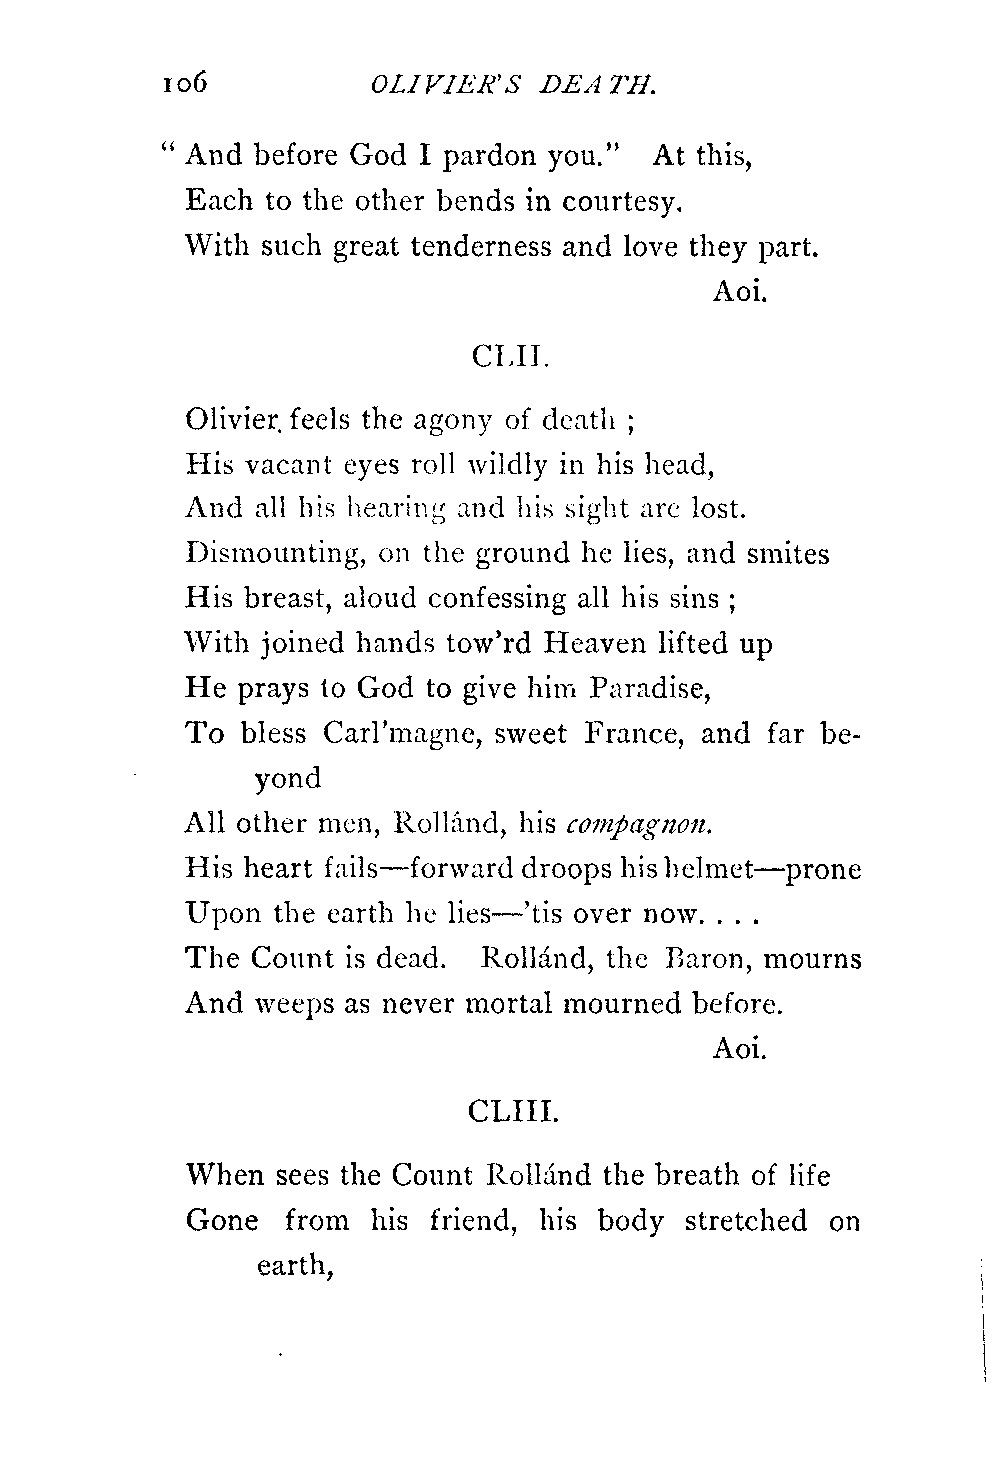 106 OLIVIER'S DEATH.
“ And before God I pardon you.” At this,
Each to the other bends in courtesy.
With such great tenderness and love they part.
Aoi.
CLII.
Olivier feels the agony of death ;
His vacant eyes roll wildly in his head,
And all his hearing and his sight are lost.
Dismounting, on the ground he lies, and smites
His breast, aloud confessing all his sins ;
With joined hands tow’rd Heaven lifted up
He prays to God to give him Paradise,
To bless Carl’magne, sweet France, and far be-
yond
All other men, Rollând, his compagnon.
His heart fails—forward droops his helmet—prone
Upon the earth he lies—’tis over now. . . .
The Count is dead. Rollánd, the Baron, mourns
And weeps as never mortal mourned before.
Aoi.
CLIII.
When sees the Count Rollánd the breath of life
Gone from his friend, his body stretched on
earth,